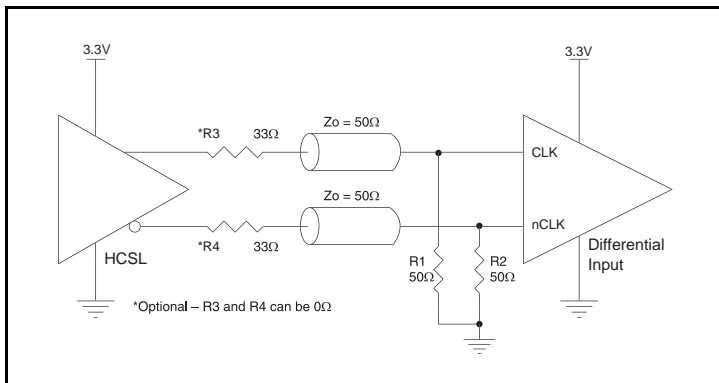 3.3V
3.3V
*R3 33Ω
Zo = 50Ω
CLK
Zo = 50Ω
nCLK
*R4 33Ω
HCSL
R1
50Ω
R2
50Ω
Differential
Input
*Optional – R3 and R4 can be 0Ω